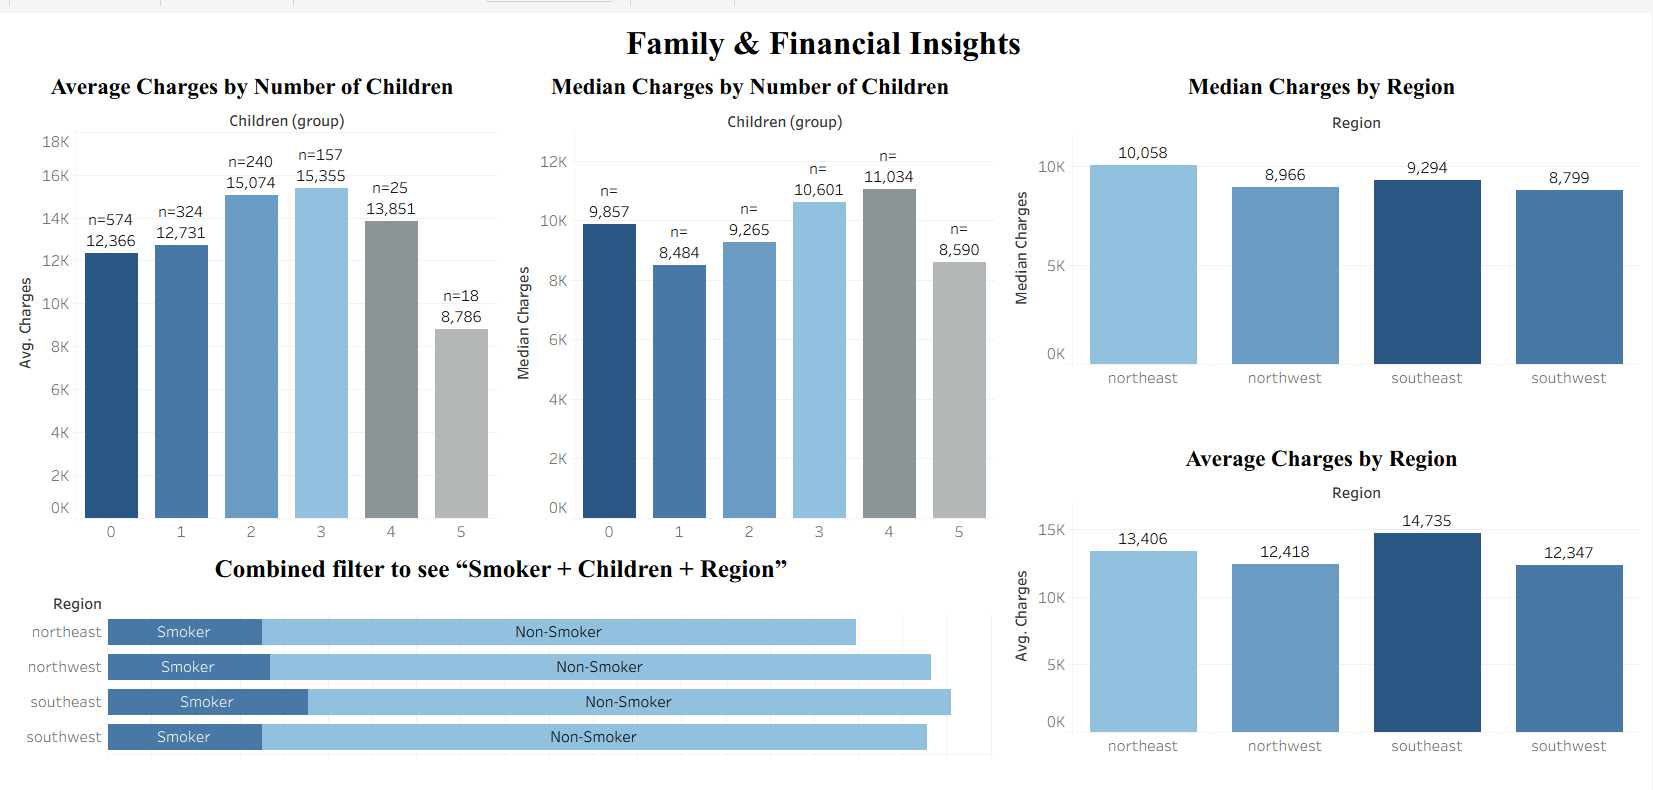 Family & Financial Insights
Average Charges by Number of Children
Children (group)
Avg. Charges
18K
16K
14K
12K
10K
8K
6K
4K
2K
0K
n=574
12,366
n=324
12,731
n=240
15,074
n=157
15,355
n=25
13,851
n=18
8,786
0 1 2 3 4 5
Median Charges by Number of Children
Children (group)
Median Charges
12K
10K
8K
6K
4K
2K
0K
n=
9,857
n=
8,484
n=
9,265
n=
10,601
n=
11,034
n=
8,590
0 1 2 3 4 5
Median Charges by Region
Region
Median Charges
10K
5K
0K
10,058
8,966
9,294
8,799
northeast northwest southeast southwest
Combined filter to see “Smoker + Children + Region”
Region
northeast Smoker Non-Smoker
northwest Smoker Non-Smoker
southeast Smoker Non-Smoker
southwest Smoker Non-Smoker
Average Charges by Region
Region
Avg. Charges
15K
10K
5K
0K
13,406
12,418
14,735
12,347
northeast northwest southeast southwest